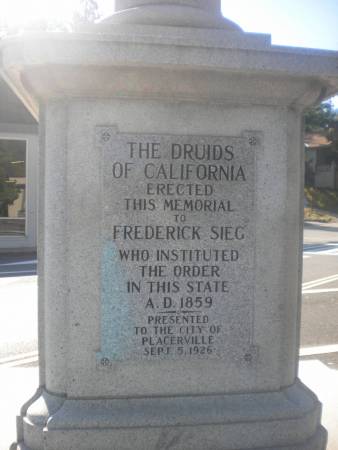 THE DRUIDS
OF CALIFORNIA
ERECTED
THIS MEMORIAL
TO
FREDERICK SIEG
WHO INSTITUTED
THE ORDER
IN THIS STATE
A.D. 1859
PRESENTED
TO THE CITY OF
PLACERVILLE
SEPT. 5, 1926